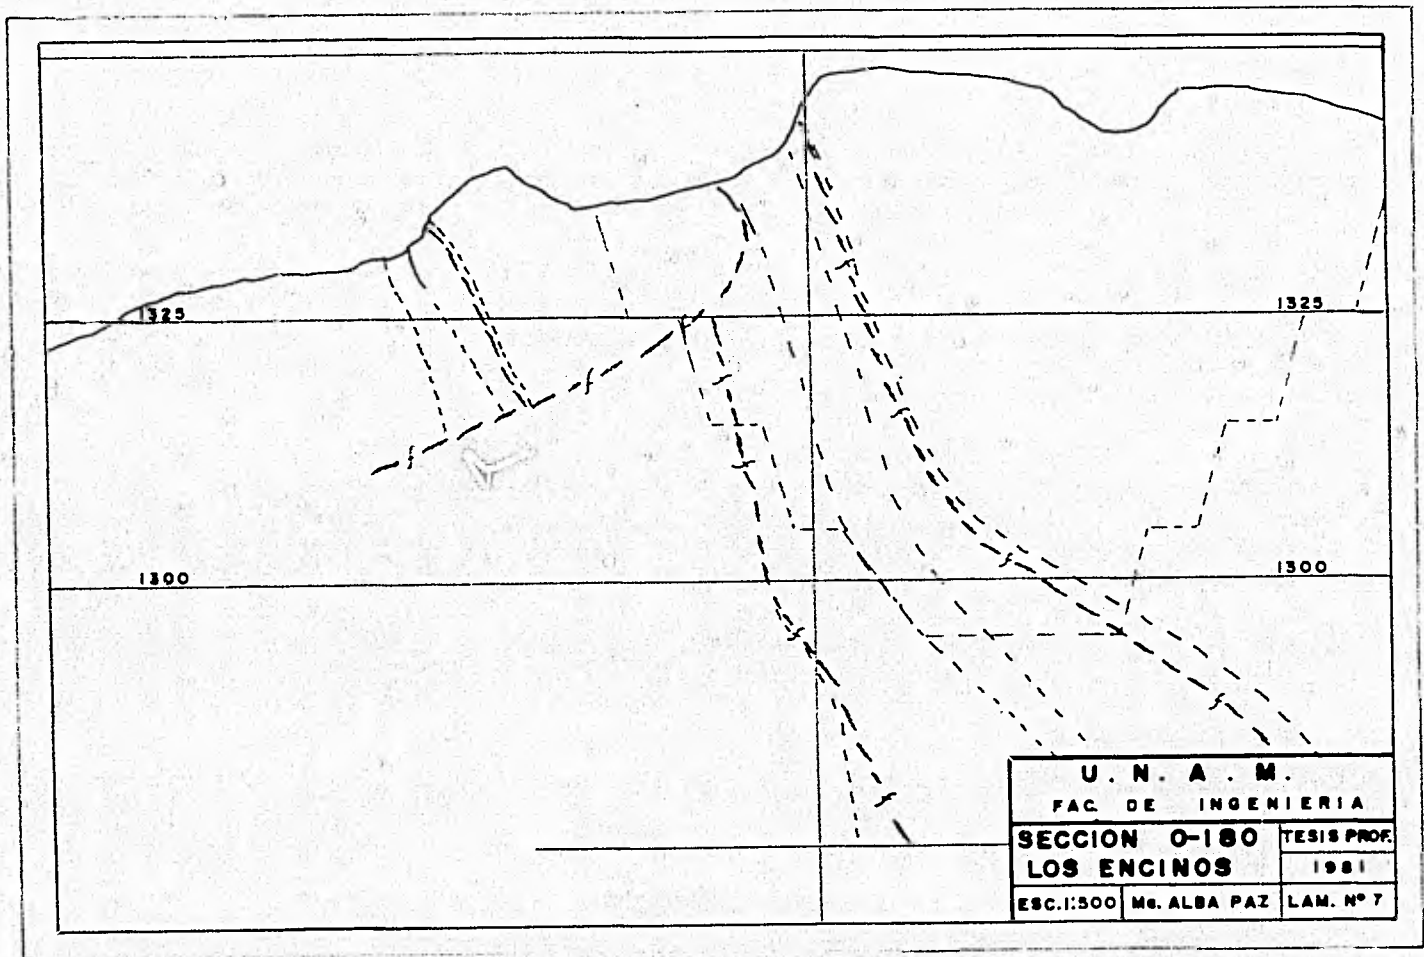 1325
1325
1300
1300
U. N. A. M.
FAC. DE INGENIERIA
SECCION O-180
LOS ENCINOS
TESIS PROF.
1981
ESC. 1:500
Ma. ALBA PAZ
LAM. Nº 7